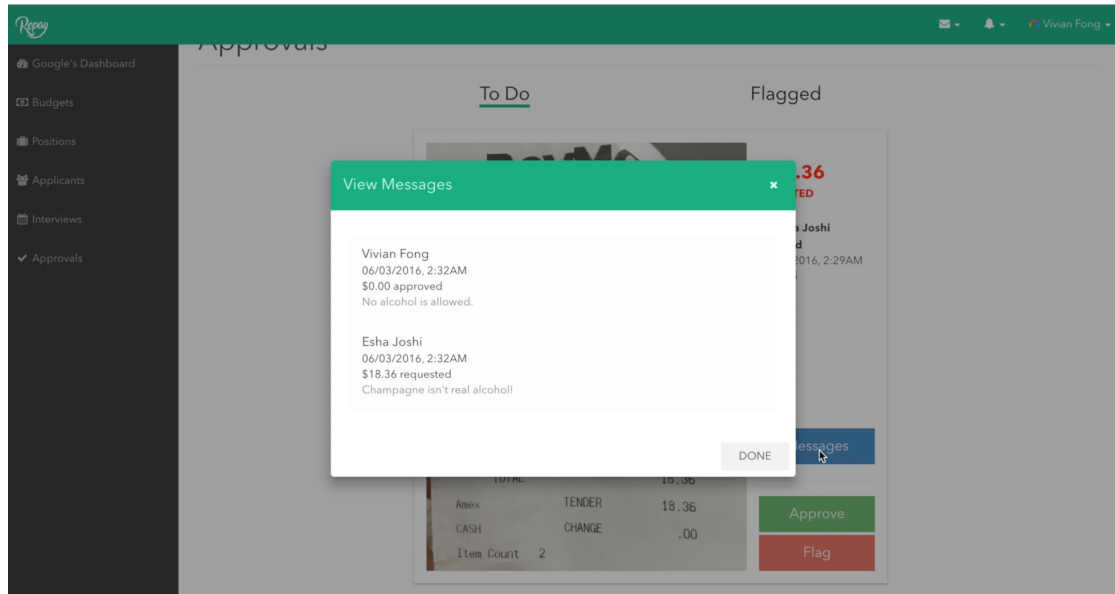 Repay
Vivian Fong
Approvals
Google's Dashboard
Budgets
Positions
Applicants
Interviews
Approvals
To Do
Flagged
.36
TED
a Joshi
d
2016, 2:29AM
View Messages
×
Vivian Fong
06/03/2016, 2:32AM
$0.00 approved
No alcohol is allowed.
Esha Joshi
06/03/2016, 2:32AM
$18.36 requested
Champagne isn't real alcohol!
DONE
Messages
TOTAL 18.36
Amex TENDER 18.36
CASH CHANGE .00
Item Count 2
Approve
Flag